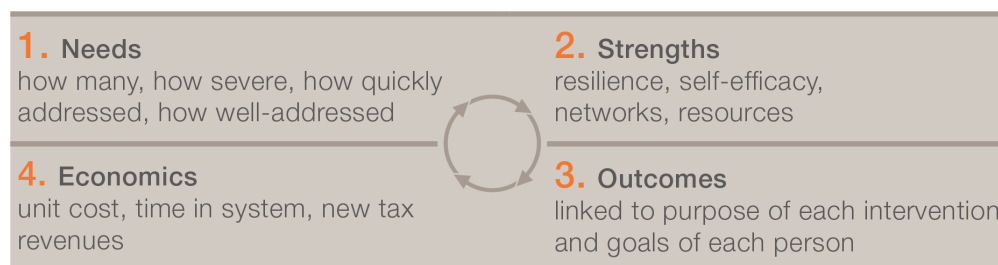 1. Needs
how many, how severe, how quickly
addressed, how well-addressed
2. Strengths
resilience, self-efficacy,
networks, resources
4. Economics
unit cost, time in system, new tax
revenues
3. Outcomes
linked to purpose of each intervention
and goals of each person